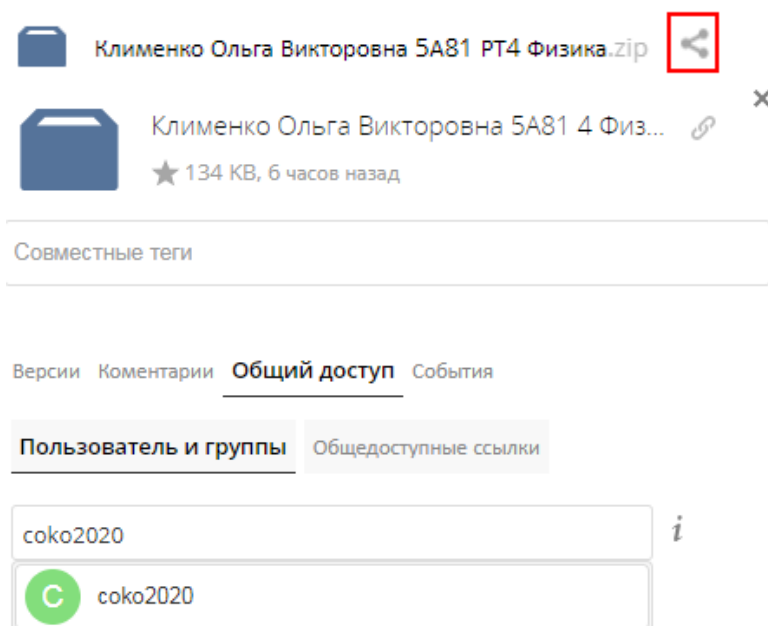 Клименко Ольга Викторовна 5А81 РТ4 Физика.zip
Клименко Ольга Викторовна 5А81 4 Физ...
134 KB, 6 часов назад
Совместные теги
Версии Коментарии Общий доступ События
Пользователь и группы Общедоступные ссылки
coko2020 i
C coko2020